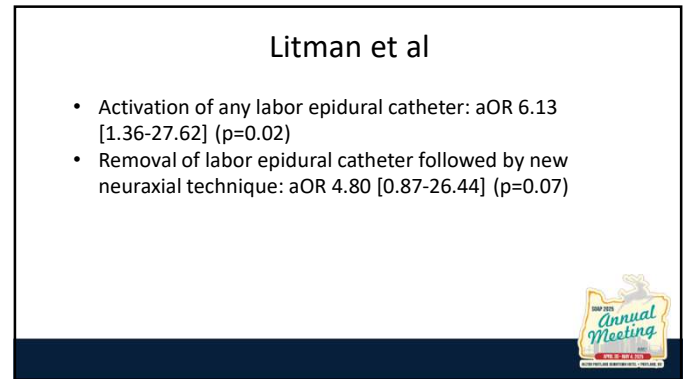 Litman et al
• Activation of any labor epidural catheter: aOR 6.13
[1.36-27.62] (p=0.02)
• Removal of labor epidural catheter followed by new
neuraxial technique: aOR 4.80 [0.87-26.44] (p=0.07)
SOAP 2025
Annual
Meeting